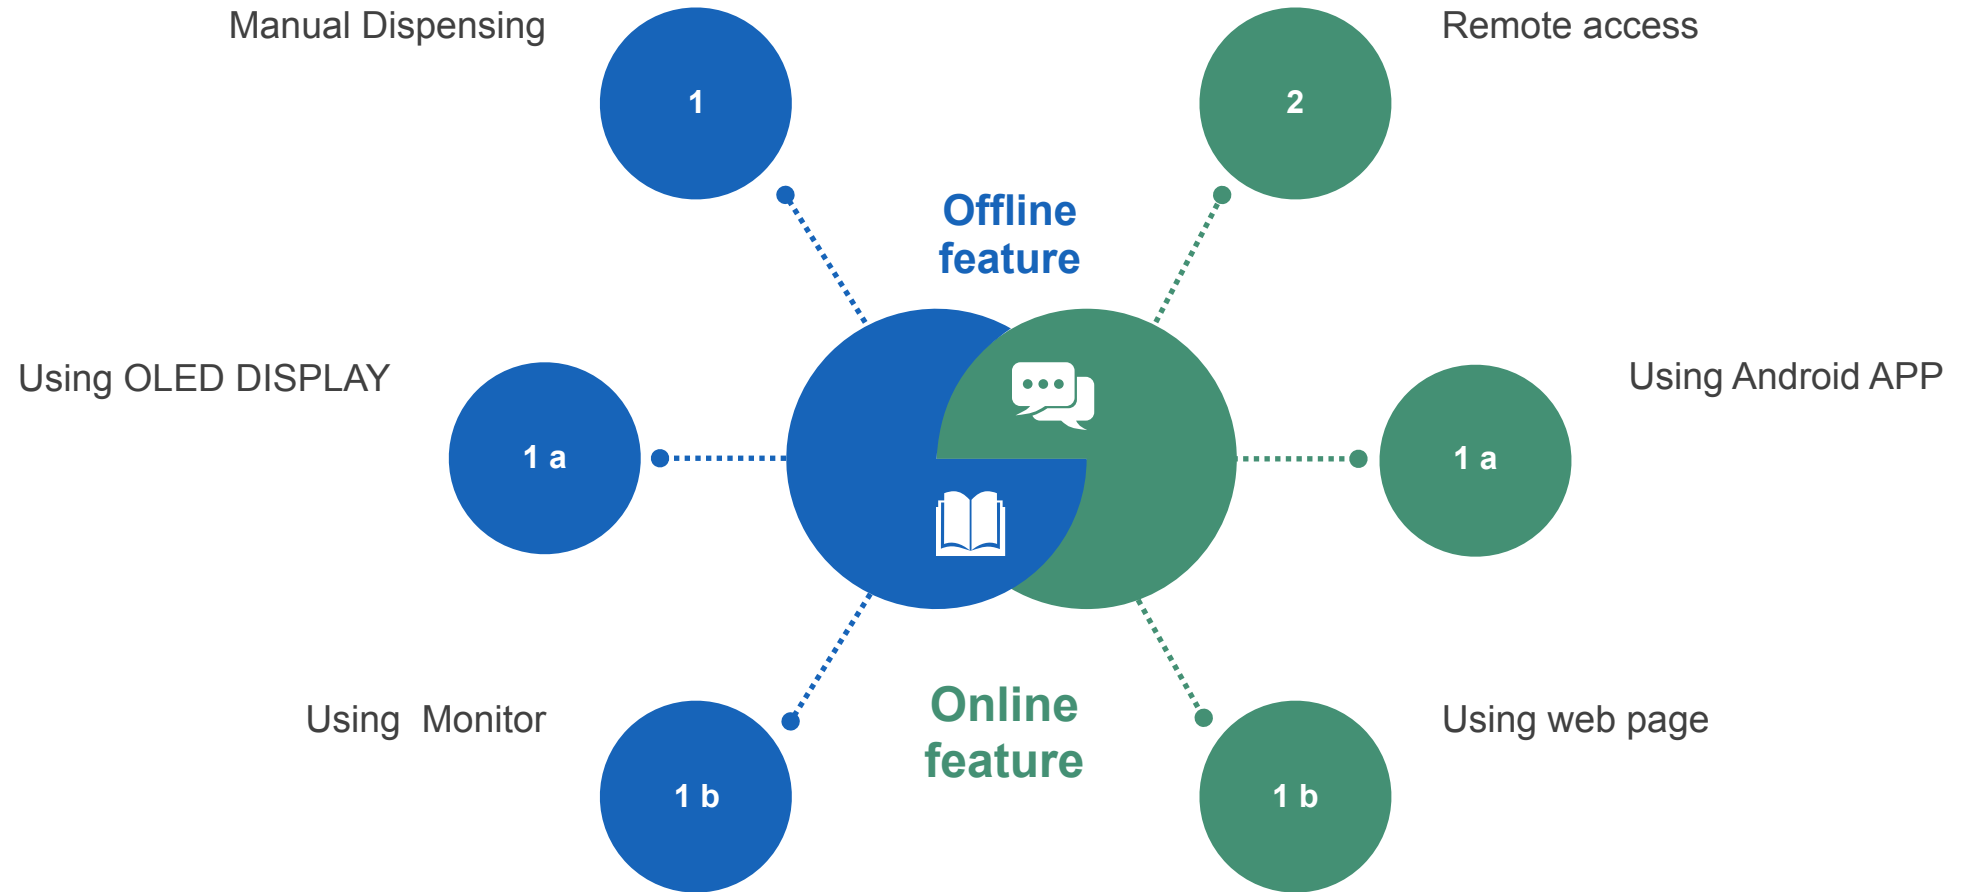 Manual Dispensing
1
2
Remote access
Offline
feature
Using OLED DISPLAY
1 a
1 a
Using Android APP
Using  Monitor
1 b
Online
feature
1 b
Using web page